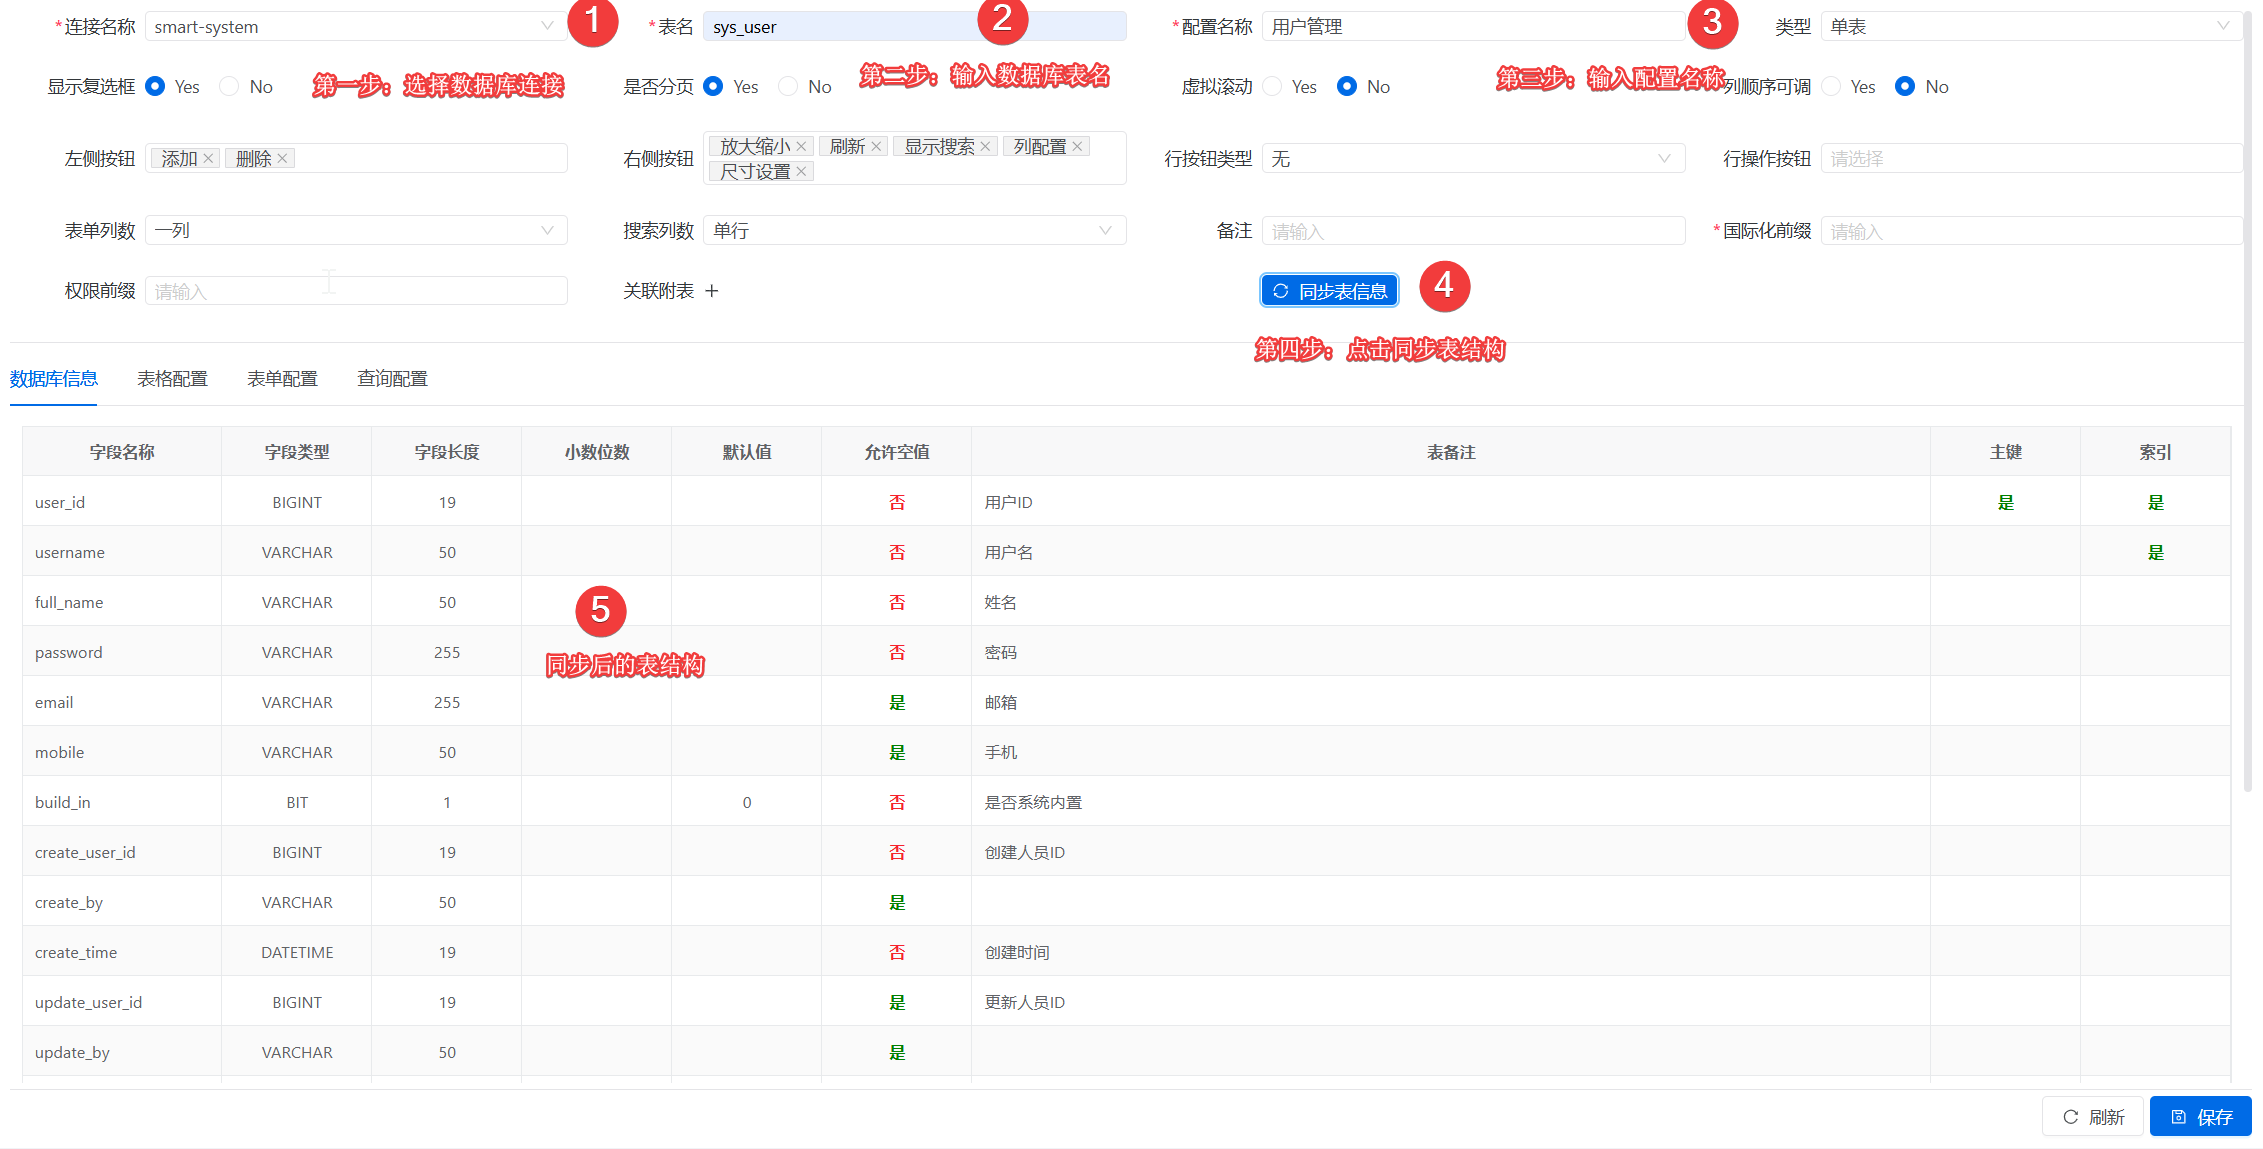 *连接名称 smart-system 1 *表名 sys_user 2 *配置名称 用户管理 3 类型 单表
显示复选框 Yes No 第一步：选择数据库连接 是否分页 Yes No 第二步：输入数据库表名 虚拟滚动 Yes No 第三步：输入配置名称 列顺序可调 Yes No
左侧按钮 添加 删除 右侧按钮 放大缩小 刷新 显示搜索 列配置 行按钮类型 无 行操作按钮 请选择
尺寸设置
表单列数 一列 搜索列数 单行 备注 请输入 *国际化前缀 请输入
权限前缀 请输入 关联附表 + 同步表信息 4
第四步：点击同步表结构
数据库信息 表格配置 表单配置 查询配置
字段名称 字段类型 字段长度 小数位数 默认值 允许空值 表备注 主键 索引
user_id BIGINT 19 否 用户ID 是 是
username VARCHAR 50 否 用户名 是
full_name VARCHAR 50 5 否 姓名
password VARCHAR 255 否 密码
同步后的表结构
email VARCHAR 255 是 邮箱
mobile VARCHAR 50 是 手机
build_in BIT 1 0 否 是否系统内置
create_user_id BIGINT 19 否 创建人员ID
create_by VARCHAR 50 是
create_time DATETIME 19 否 创建时间
update_user_id BIGINT 19 是 更新人员ID
update_by VARCHAR 50 是
刷新 保存